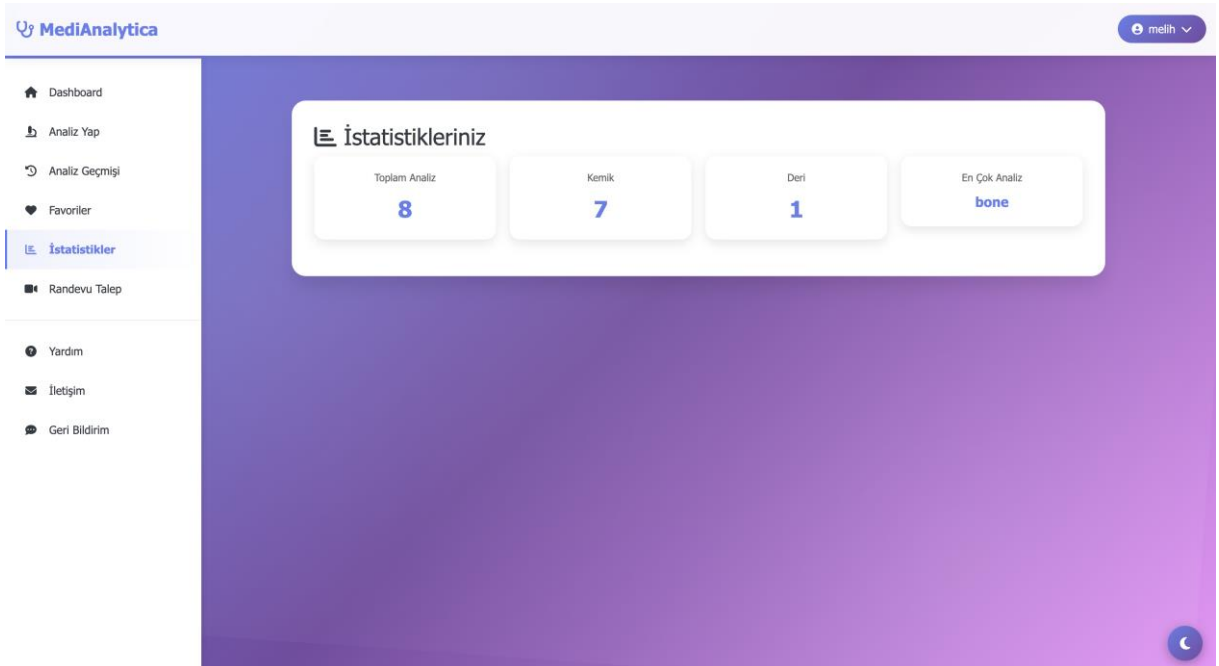 MediAnalytica
melih
Dashboard
Analiz Yap
Analiz Geçmişi
Favoriler
İstatistikler
Randevu Talep
Yardım
İletişim
Geri Bildirim
İstatistikleriniz
Toplam Analiz
8
Kemik
7
Deri
1
En Çok Analiz
bone